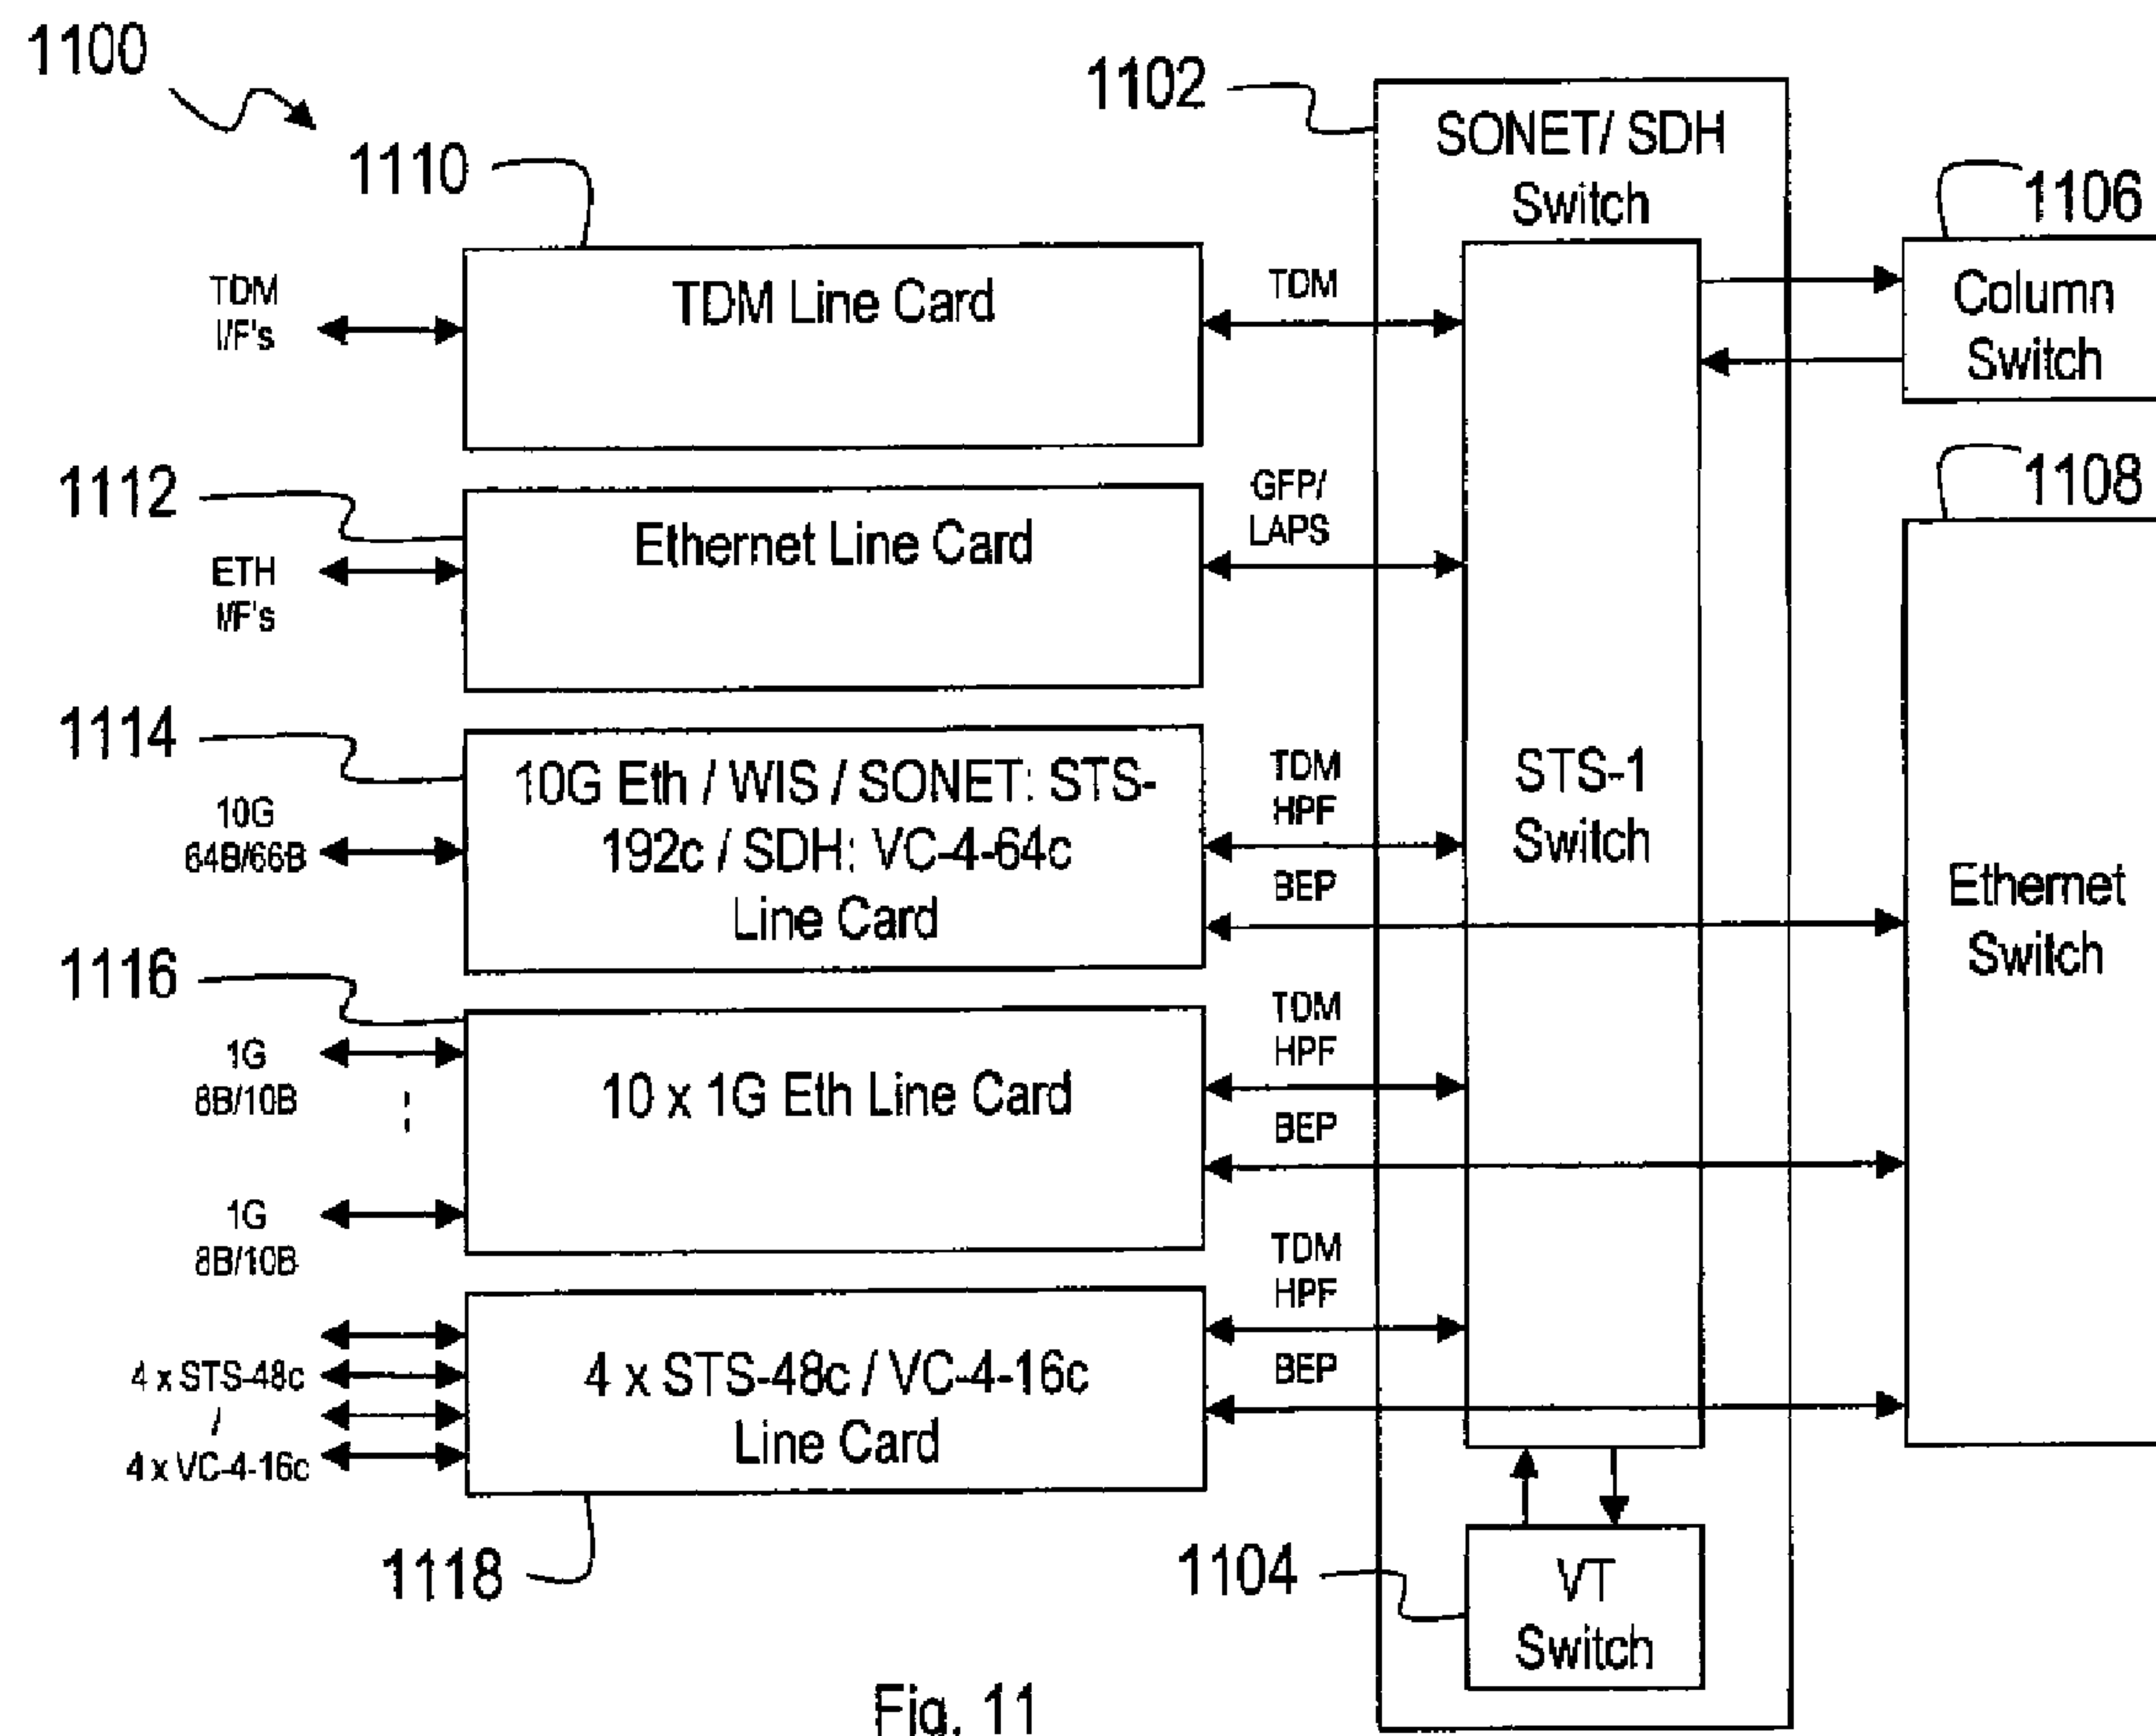 1100
1102
SONET/ SDH
Switch
1110
1106
TDM
I/F's
TDM Line Card
TDM
Column
Switch
1112
GFP/
LAPS
1108
ETH
I/F's
Ethernet Line Card
1114
10G
64B/66B
10G Eth / WIS / SONET: STS-
192c / SDH: VC-4-64c
Line Card
TDM
HPF
BEP
STS-1
Switch
Ethernet
Switch
1116
1G
8B/10B
10 x 1G Eth Line Card
TDM
HPF
BEP
1G
8B/10B
TDM
HPF
BEP
4 x STS-48c
/
4 x VC-4-16c
4 x STS-48c / VC-4-16c
Line Card
1118
1104
VT
Switch
Fig. 11